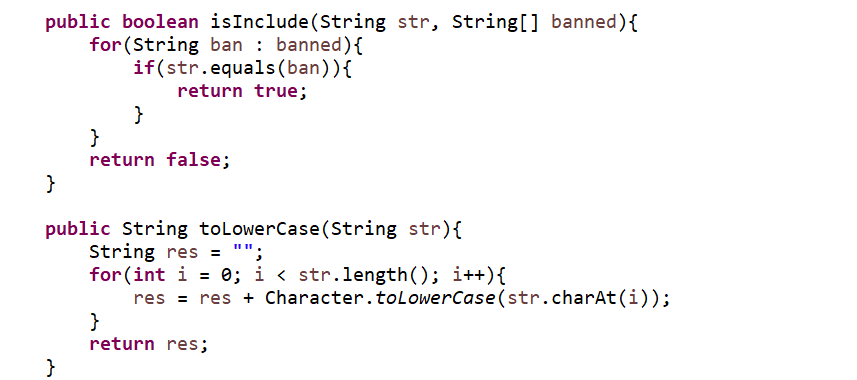 public boolean isInclude(String str, String[] banned){
    for(String ban : banned){
        if(str.equals(ban)){
            return true;
        }
    }
    return false;
}

public String toLowerCase(String str){
    String res = "";
    for(int i = 0; i < str.length(); i++){
        res = res + Character.toLowerCase(str.charAt(i));
    }
    return res;
}